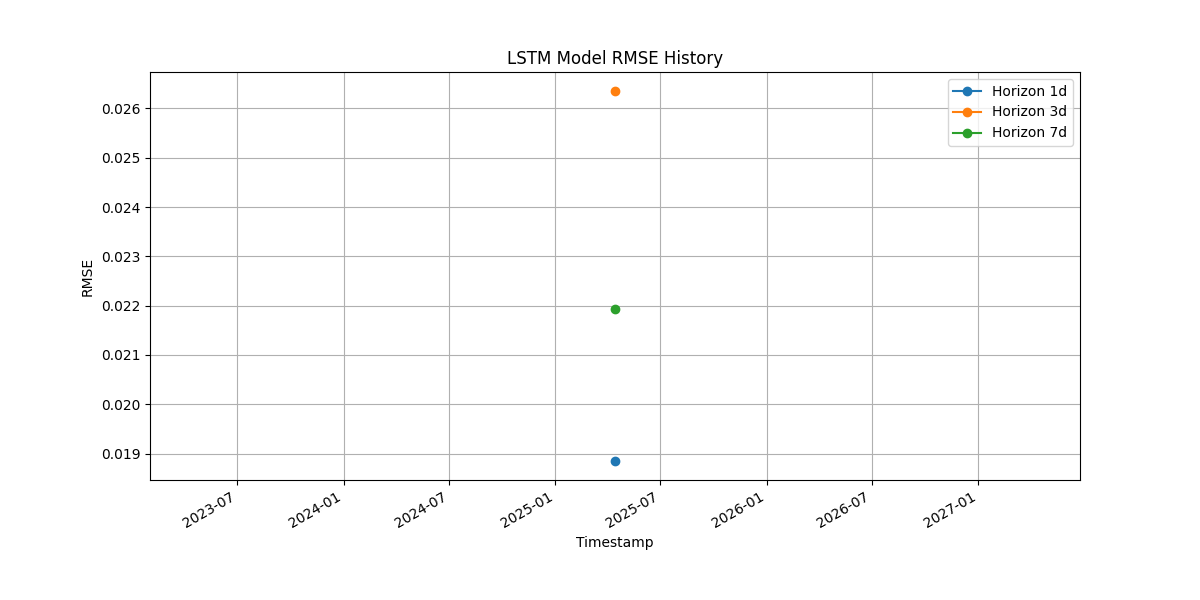 LSTM Model RMSE History
Horizon 1d
Horizon 3d
Horizon 7d
RMSE
0.026
0.025
0.024
0.023
0.022
0.021
0.020
0.019
2023-07
2024-01
2024-07
2025-01
2025-07
2026-01
2026-07
2027-01
Timestamp